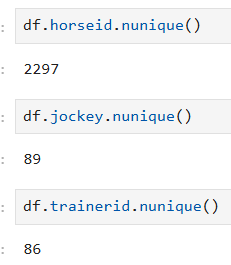 : df.horseid.nunique()
: 2297
: df.jockey.nunique()
: 89
: df.trainerid.nunique()
: 86